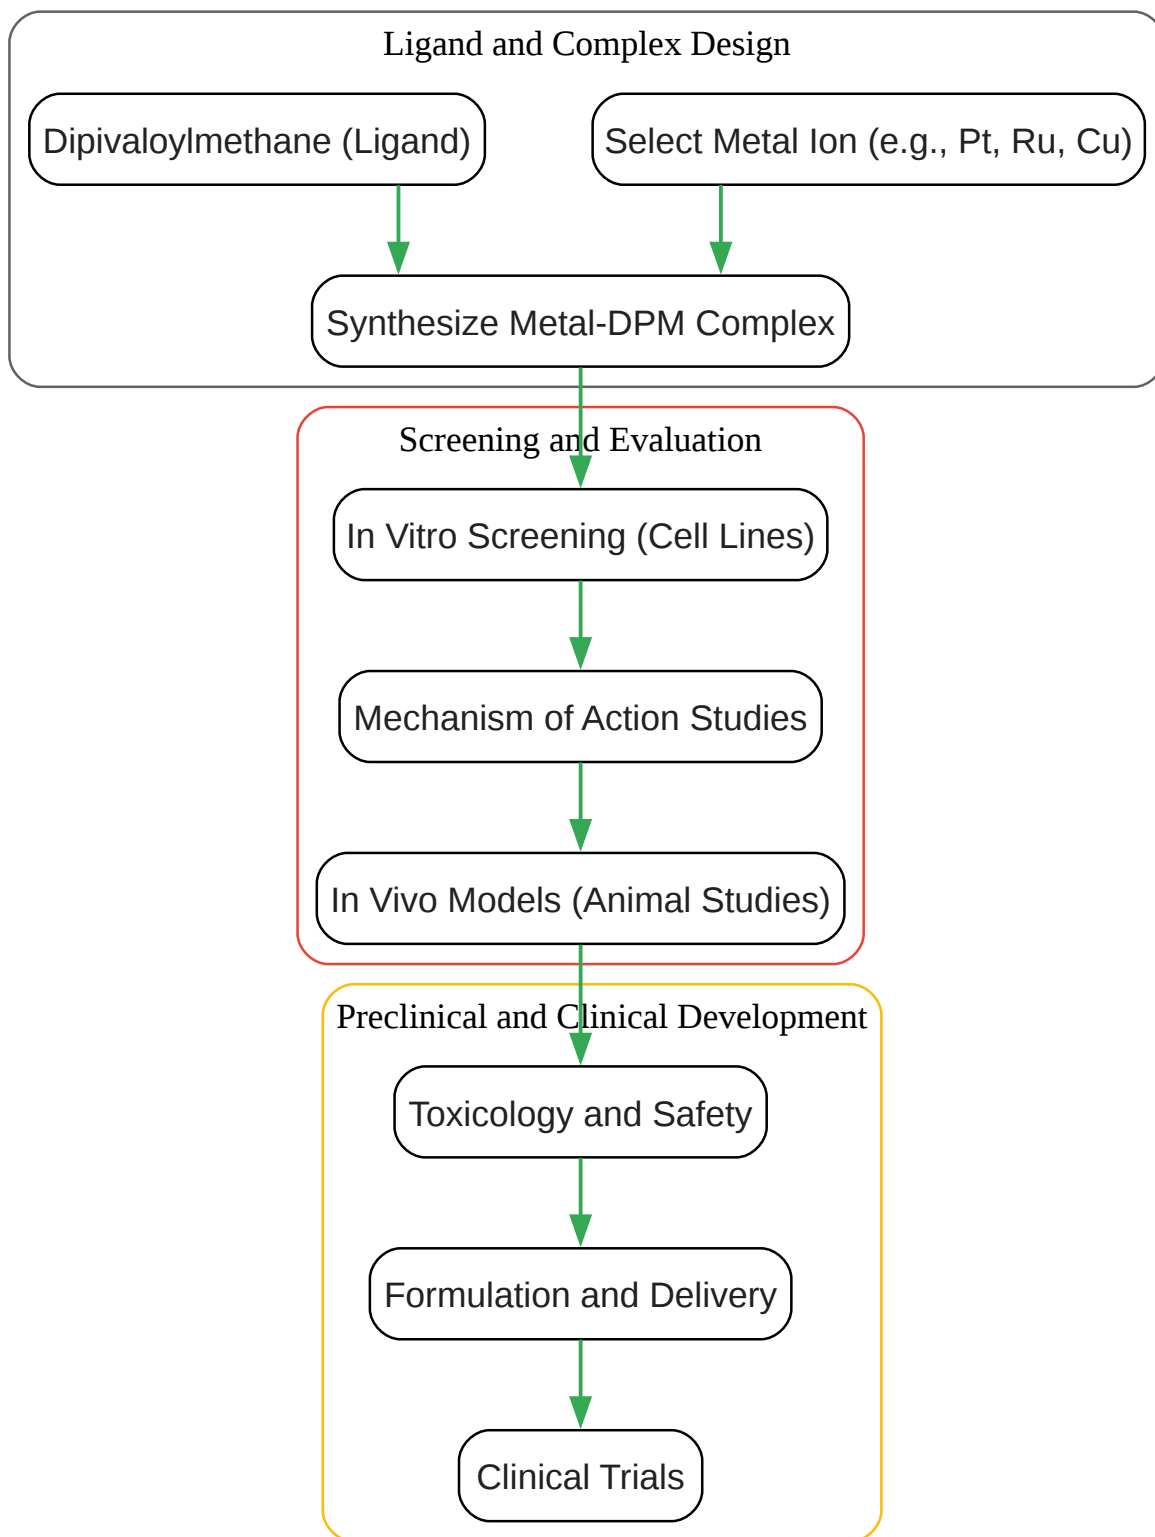 Ligand and Complex Design
Dipivaloylmethane (Ligand)
Select Metal Ion (e.g., Pt, Ru, Cu)
Synthesize Metal-DPM Complex
Screening and Evaluation
In Vitro Screening (Cell Lines)
Mechanism of Action Studies
In Vivo Models (Animal Studies)
Preclinical and Clinical Development
Toxicology and Safety
Formulation and Delivery
Clinical Trials